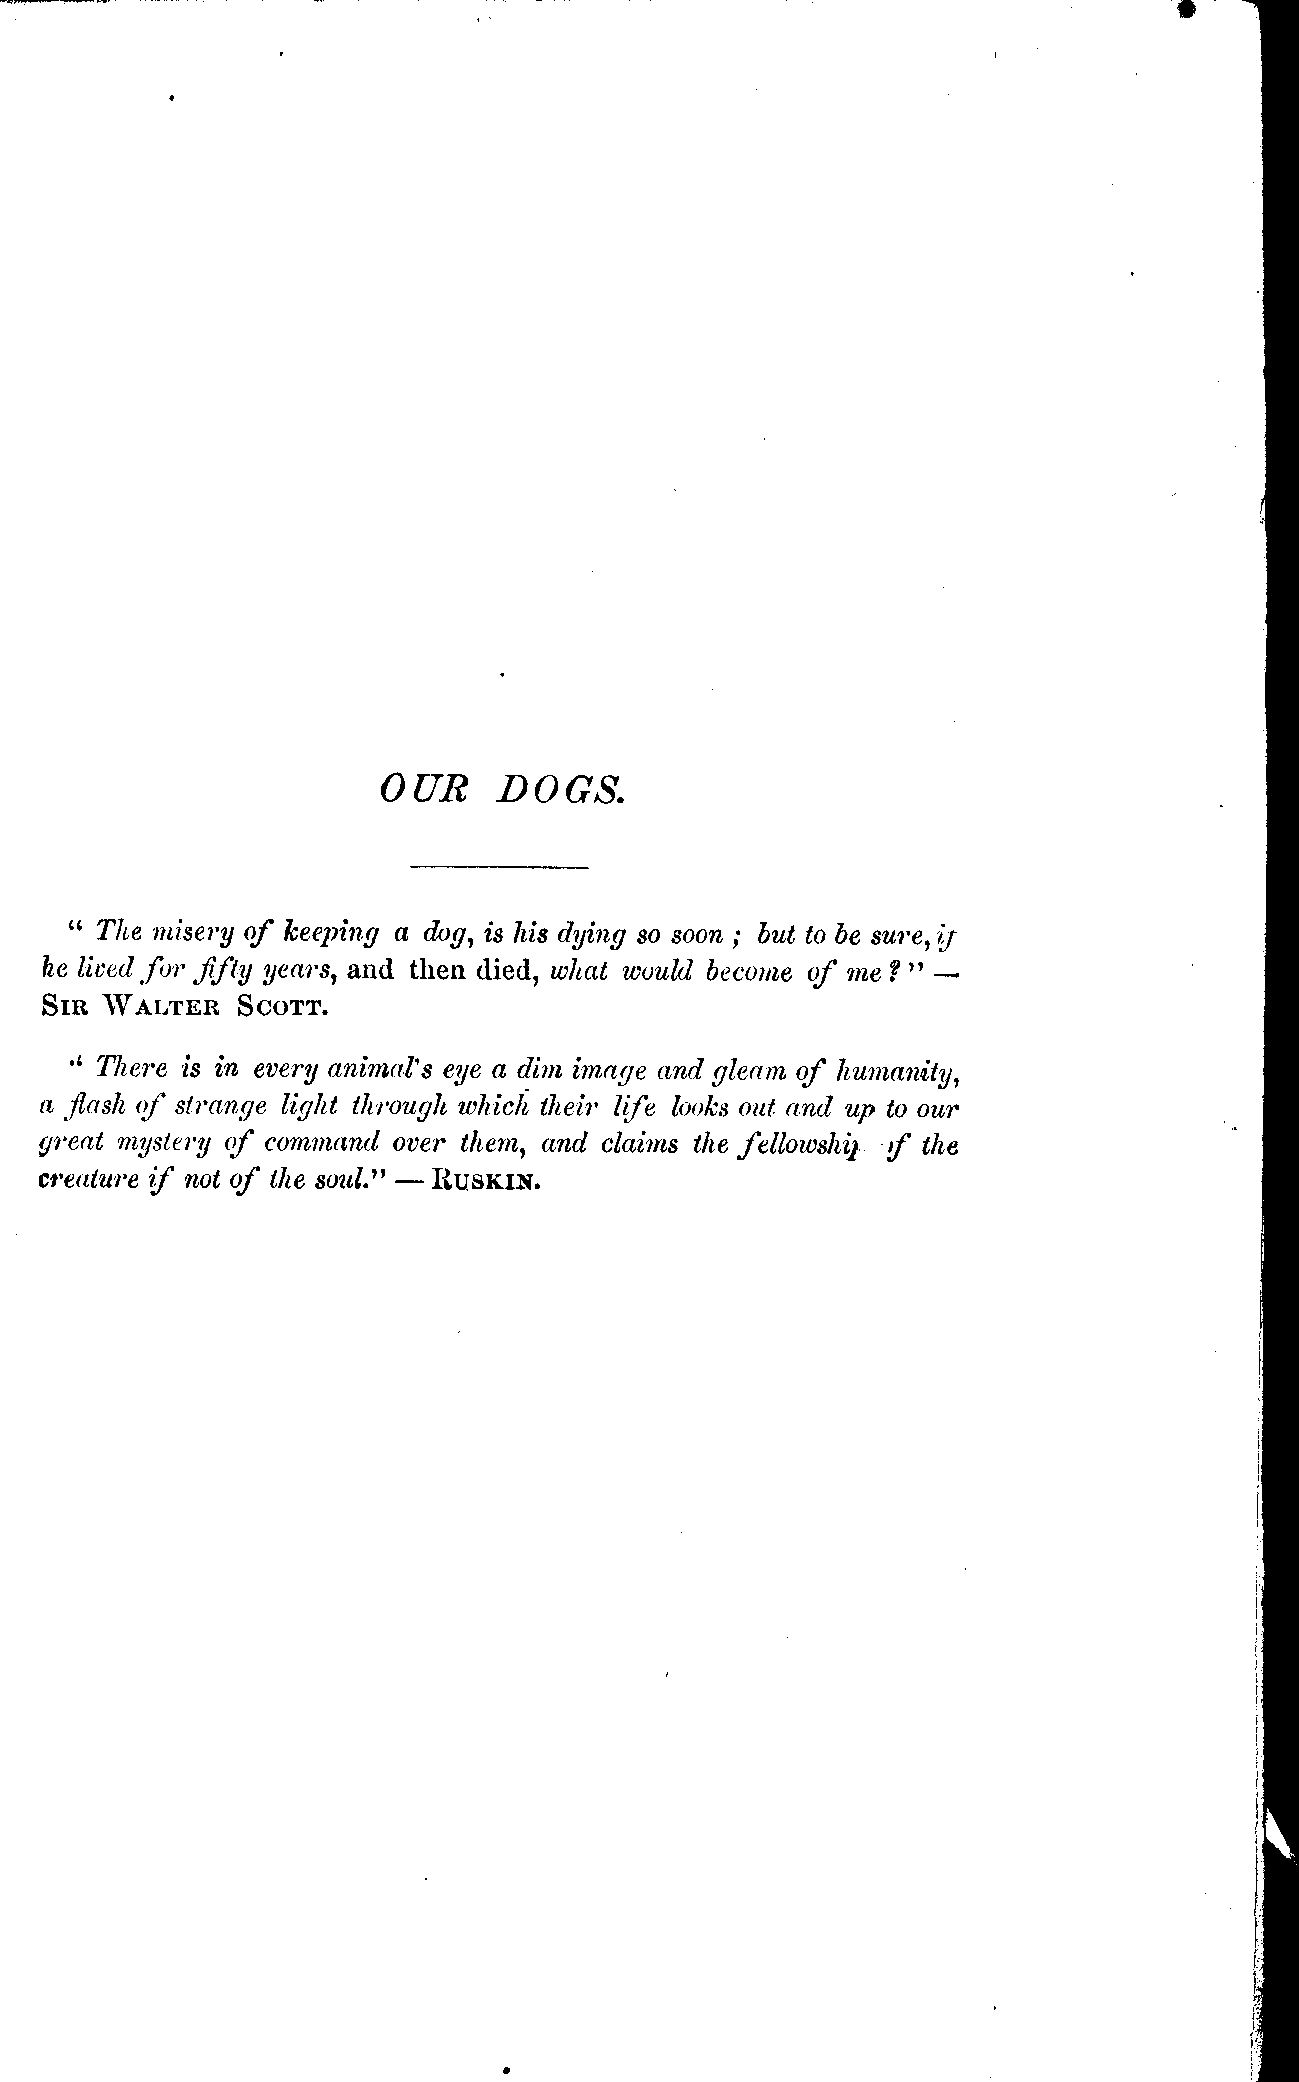 OUR DOGS.
“ The misery of keeping a dog, is his dying so soon ; but to be sure, if
he lived for fifty years, and then died, what would become of me ? ” —
SIR WALTER SCOTT.
“ There is in every animal's eye a dim image and gleam of humanity,
a flash of strange light through which their life looks out and up to our
great mystery of command over them, and claims the fellowship of the
creature if not of the soul.” — RUSKIN.